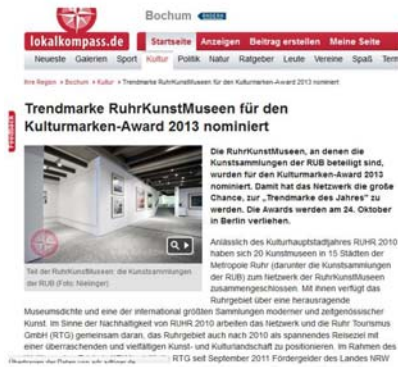 Bochum ÄNDERN
lokalkompass.de Startseite Anzeigen Beitrag erstellen Meine Seite
Neueste Galerien Sport Kultur Politik Natur Ratgeber Leute Vereine Spaß
Ihre Region Bochum Kultur Trendmarke RuhrKunstMuseen für den Kulturmarken-Award 2013 nominiert
Trendmarke RuhrKunstMuseen für den
Kulturmarken-Award 2013 nominiert
Die RuhrKunstMuseen, an denen die
Kunstsammlungen der RUB beteiligt sind,
wurden für den Kulturmarken-Award 2013
nominiert. Damit hat das Netzwerk die große
Chance, zur „Trendmarke des Jahres" zu
werden. Die Awards werden am 24. Oktober
in Berlin verliehen.
Anlässlich des Kulturhauptstadtjahres RUHR.2010
haben sich 20 Kunstmuseen in 15 Städten der
Metropole Ruhr (darunter die Kunstsammlungen
der RUB) zum Netzwerk der RuhrKunstMuseen
zusammengeschlossen. Mit ihnen verfügt das
Ruhrgebiet über eine herausragende
Teil der RuhrKunstMuseen: die Kunstsammlungen
der RUB (Foto: Nielinger)
Museumsdichte und eine der international größten Sammlungen moderner und zeitgenössischer
Kunst. Im Sinne der Nachhaltigkeit von RUHR.2010 arbeiten das Netzwerk und die Ruhr Tourismus
GmbH (RTG) gemeinsam daran, das Ruhrgebiet auch nach 2010 als spannendes Reiseziel mit
einer überraschenden und vielfältigen Kunst- und Kulturlandschaft zu positionieren. Im Rahmen des
RTG seit September 2011 Fördergelder des Landes NRW